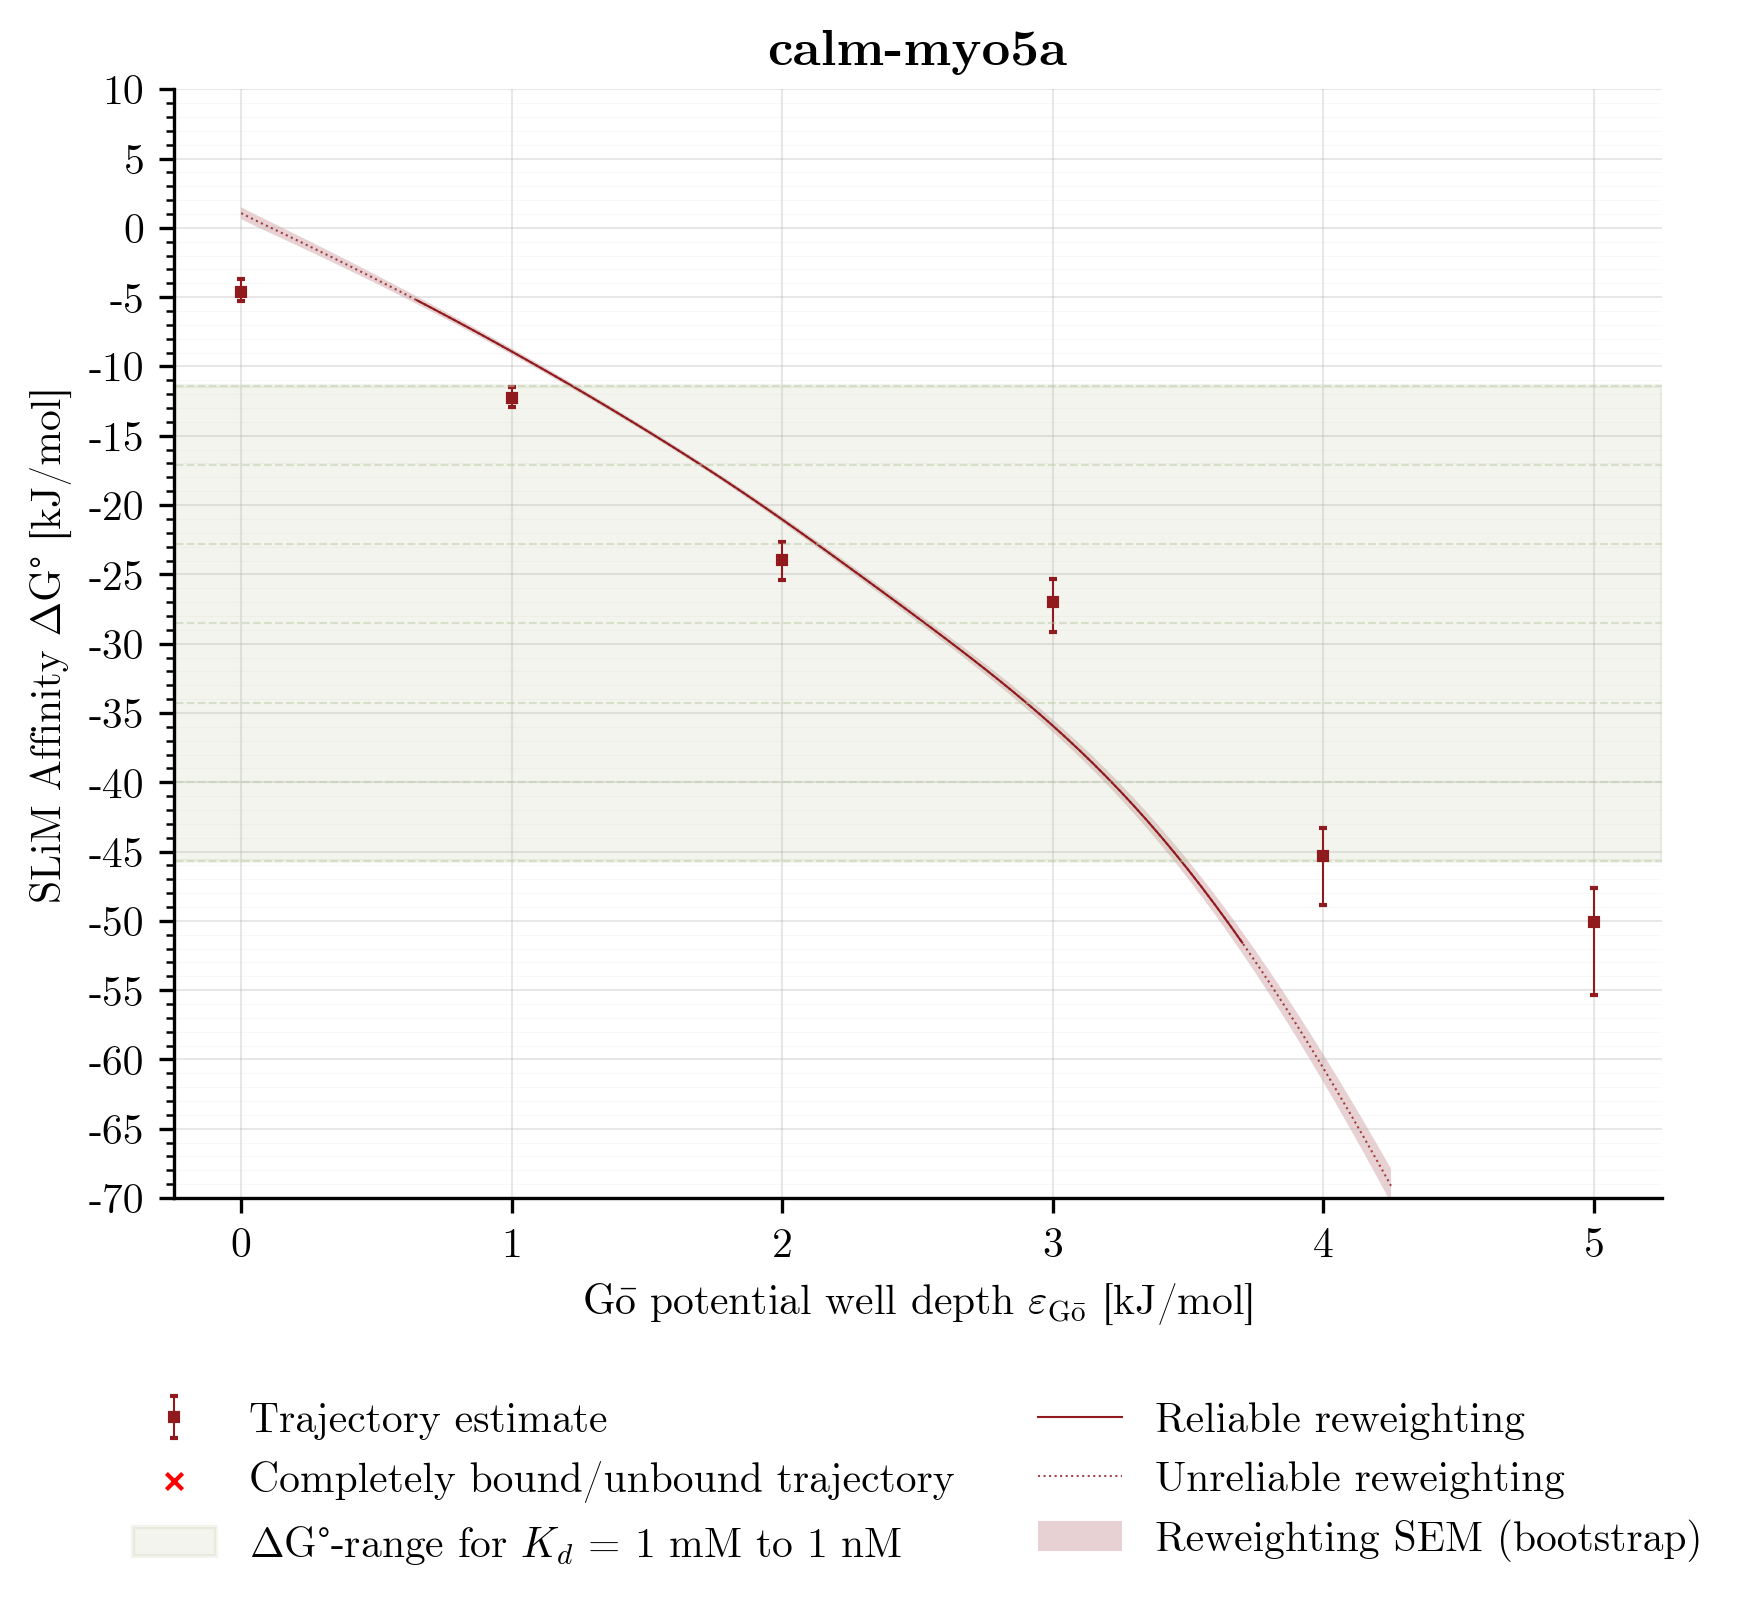 calm-myo5a
10
5
0
-5
-10
-15
-20
-25
-30
-35
-40
-45
-50
-55
-60
-65
-70
SLiM Affinity ΔG° [kJ/mol]
0 1 2 3 4 5
Gō potential well depth ε_Gō [kJ/mol]
Trajectory estimate
Completely bound/unbound trajectory
ΔG°-range for K_d = 1 mM to 1 nM
Reliable reweighting
Unreliable reweighting
Reweighting SEM (bootstrap)